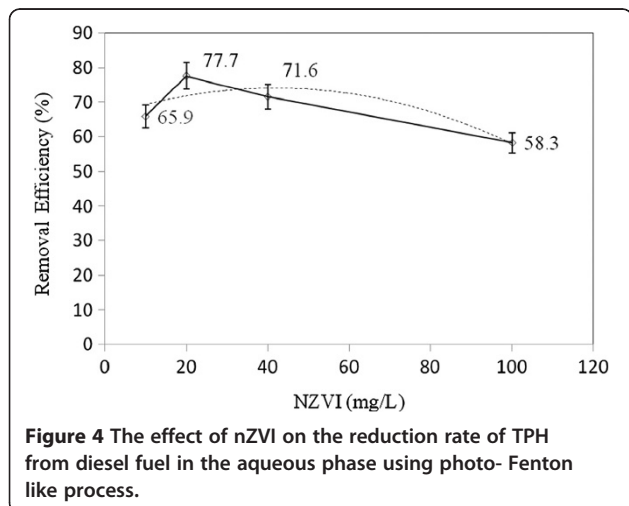 90
80
70
60
50
40
30
20
10
0
Removal Efficiency (%)
65.9
77.7
71.6
58.3
0 20 40 60 80 100 120
NZVI (mg/L)
Figure 4 The effect of nZVI on the reduction rate of TPH
from diesel fuel in the aqueous phase using photo- Fenton
like process.